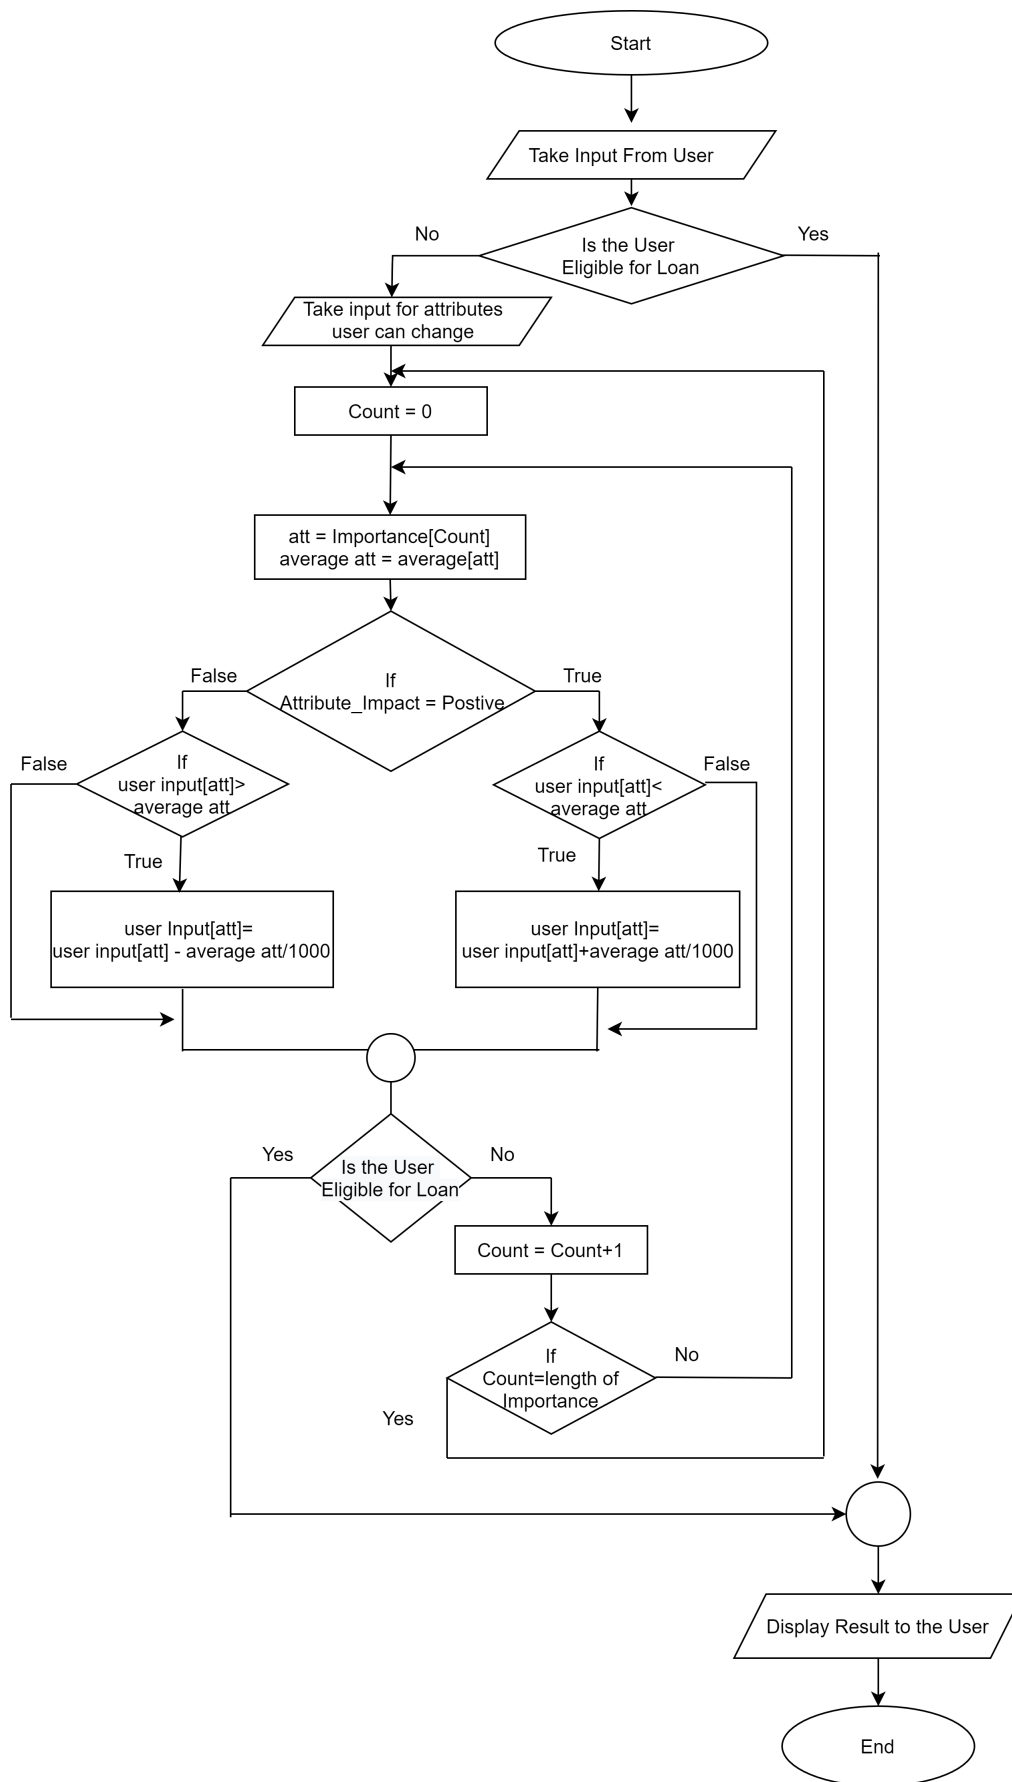 Start
Take Input From User
No
Yes
Is the User
Eligible for Loan
Take input for attributes
user can change
Count = 0
att = Importance[Count]
average att = average[att]
False
True
If
Attribute_Impact = Postive
False
If
user input[att]>
average att
If
user input[att]<
average att
False
True
True
user Input[att]=
user input[att] - average att/1000
user Input[att]=
user input[att]+average att/1000
Yes
No
Is the User
Eligible for Loan
Count = Count+1
If
Count=length of
Importance
No
Yes
Display Result to the User
End